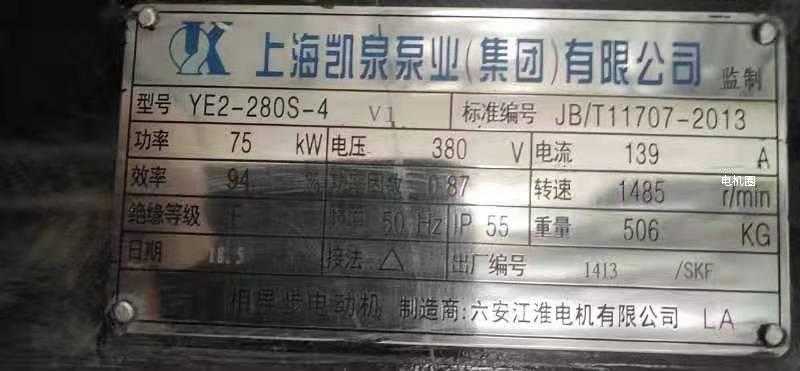 上海凯泉泵业(集团)有限公司 监制
型号 YE2-280S-4 V1 标准编号 JB/T11707-2013
功率 75 kW 电压 380 V 电流 139 A
效率 94 % 功率因数 0.87 转速 1485 r/min
电机圈
绝缘等级 F 频率 50 Hz IP 55 重量 506 KG
日期 18.5 接法 △ 出厂编号 1413 /SKF
相异步电动机 制造商:六安江淮电机有限公司 LA